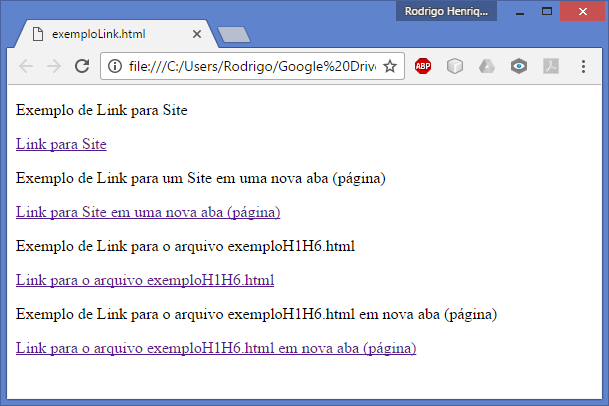 Rodrigo Henriq...
exemploLink.html
file:///C:/Users/Rodrigo/Google%20Drive
ABP
Exemplo de Link para Site
Link para Site
Exemplo de Link para um Site em uma nova aba (página)
Link para Site em uma nova aba (página)
Exemplo de Link para o arquivo exemploH1H6.html
Link para o arquivo exemploH1H6.html
Exemplo de Link para o arquivo exemploH1H6.html em nova aba (página)
Link para o arquivo exemploH1H6.html em nova aba (página)